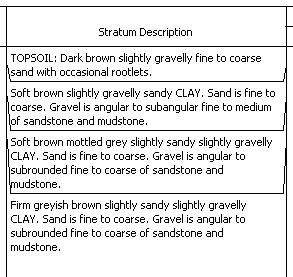 Stratum Description
TOPSOIL: Dark brown slightly gravelly fine to coarse
sand with occasional rootlets.
Soft brown slightly gravelly sandy CLAY. Sand is fine to
coarse. Gravel is angular to subangular fine to medium
of sandstone and mudstone.
Soft brown mottled grey slightly sandy slightly gravelly
CLAY. Sand is fine to coarse. Gravel is angular to
subrounded fine to coarse of sandstone and
mudstone.
Firm greyish brown slightly sandy slightly gravelly
CLAY. Sand is fine to coarse. Gravel is angular to
subrounded fine to coarse of sandstone and
mudstone.